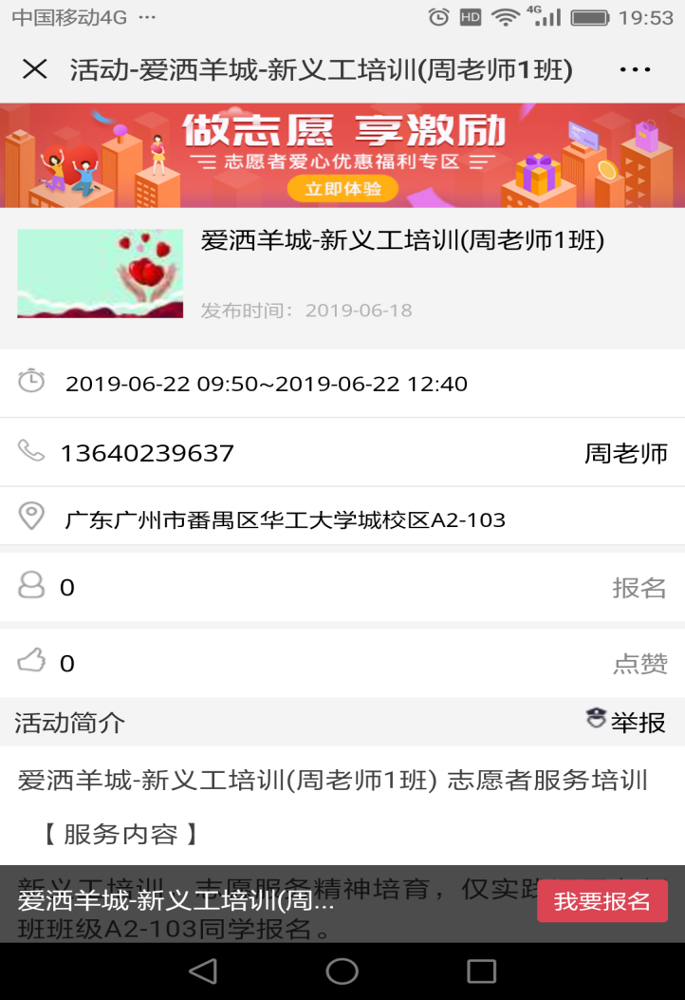 中国移动4G ···
HD 4G 19:53
活动-爱洒羊城-新义工培训(周老师1班)
做志愿 享激励
志愿者爱心优惠福利专区
立即体验
爱洒羊城-新义工培训(周老师1班)
发布时间：2019-06-18
2019-06-22 09:50~2019-06-22 12:40
13640239637 周老师
广东广州市番禺区华工大学城校区A2-103
0 报名
0 点赞
活动简介 举报
爱洒羊城-新义工培训(周老师1班) 志愿者服务培训
【 服务内容 】
新义工培训，志愿服务精神培育，仅实践
爱洒羊城-新义工培训(周... 我要报名
班班级A2-103同学报名。